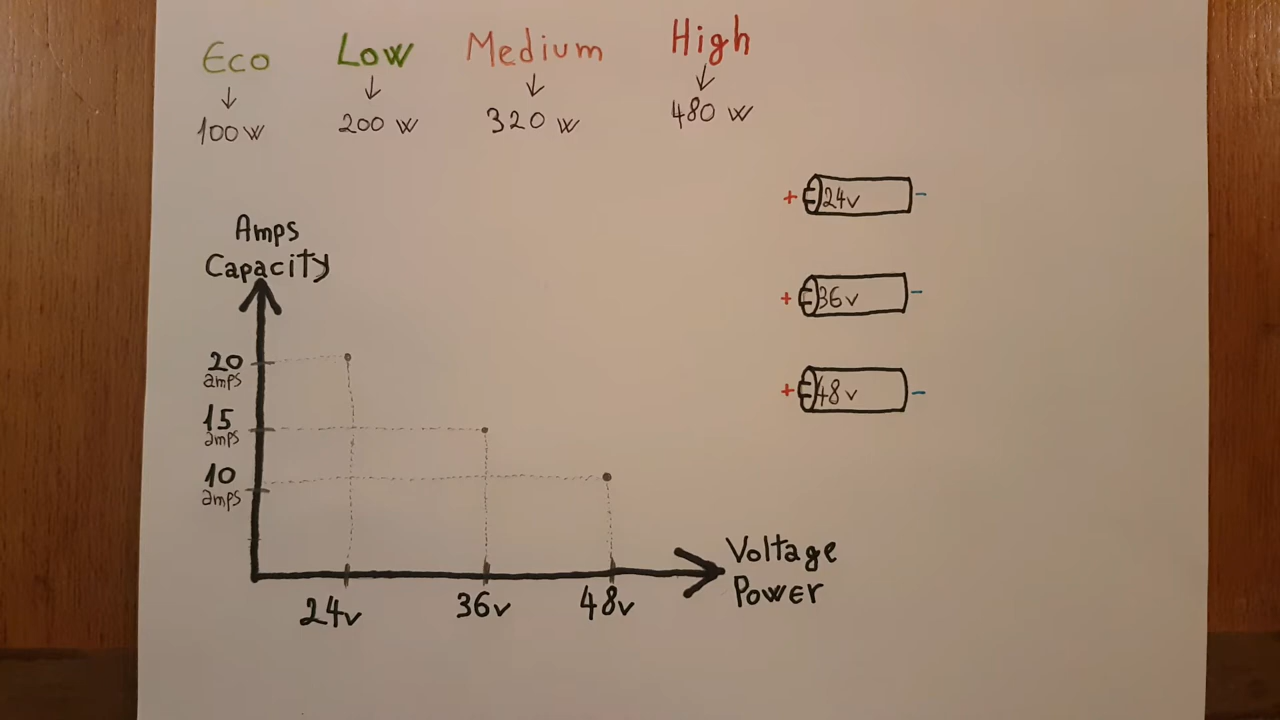 Eco Low Medium High
100 W 200 W 320 W 480 W
+ 24v -
Amps
Capacity
+ 36v -
20
amps
+ 48v -
15
amps
10
amps
Voltage
Power
24v 36v 48v